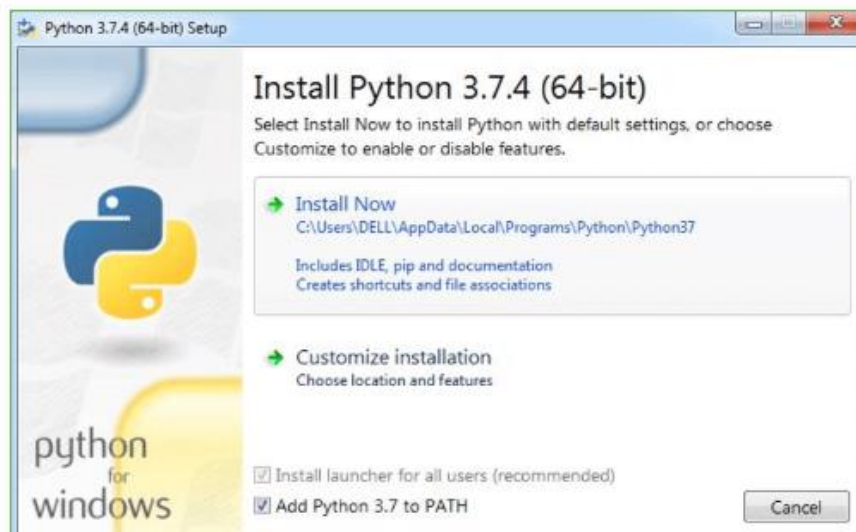 Python 3.7.4 (64-bit) Setup
Install Python 3.7.4 (64-bit)
Select Install Now to install Python with default settings, or choose
Customize to enable or disable features.
Install Now
C:\Users\DELL\AppData\Local\Programs\Python\Python37
Includes IDLE, pip and documentation
Creates shortcuts and file associations
Customize installation
Choose location and features
python
for
windows
Install launcher for all users (recommended)
Add Python 3.7 to PATH
Cancel